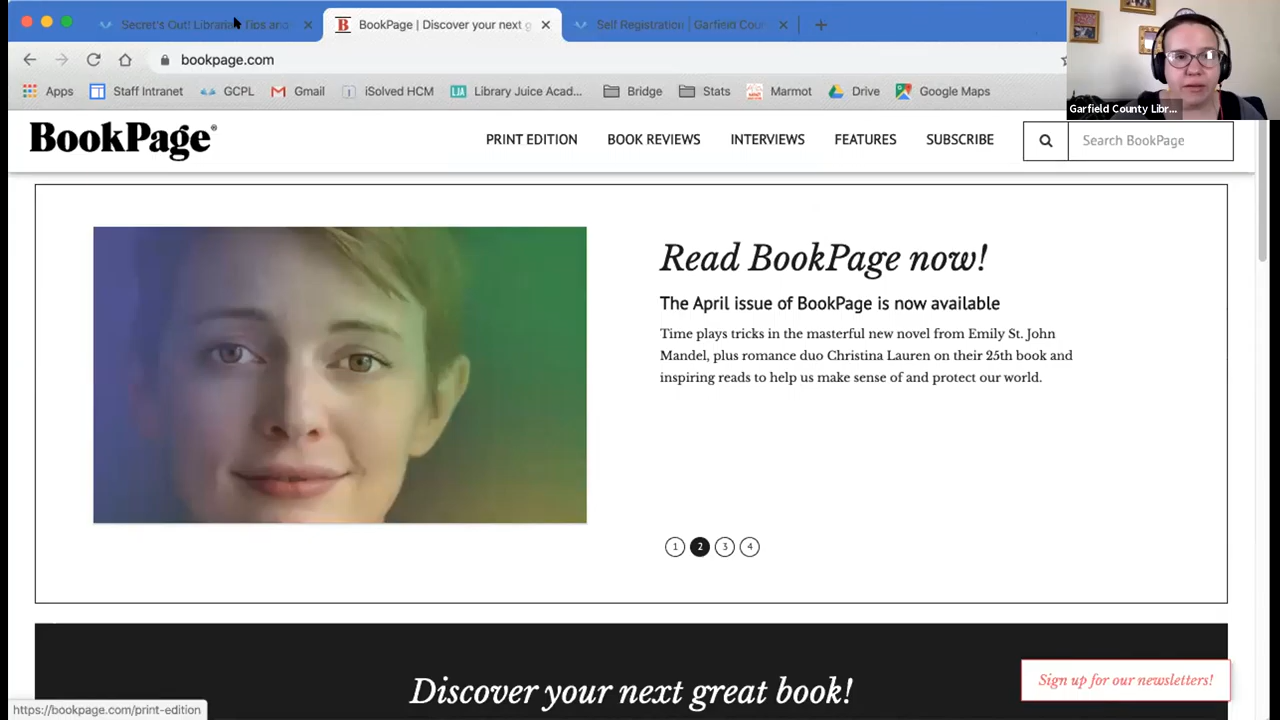 Secret's Out! Librarian Tips and
BookPage | Discover your next g
Self Registration | Garfield Cou
bookpage.com
Apps
Staff Intranet
GCPL
Gmail
iSolved HCM
Library Juice Acad...
Bridge
Stats
Marmot
Drive
Google Maps
Garfield County Libr...
BookPage®
PRINT EDITION
BOOK REVIEWS
INTERVIEWS
FEATURES
SUBSCRIBE
Search BookPage
Read BookPage now!
The April issue of BookPage is now available
Time plays tricks in the masterful new novel from Emily St. John
Mandel, plus romance duo Christina Lauren on their 25th book and
inspiring reads to help us make sense of and protect our world.
1 2 3 4
Discover your next great book!
Sign up for our newsletters!
https://bookpage.com/print-edition